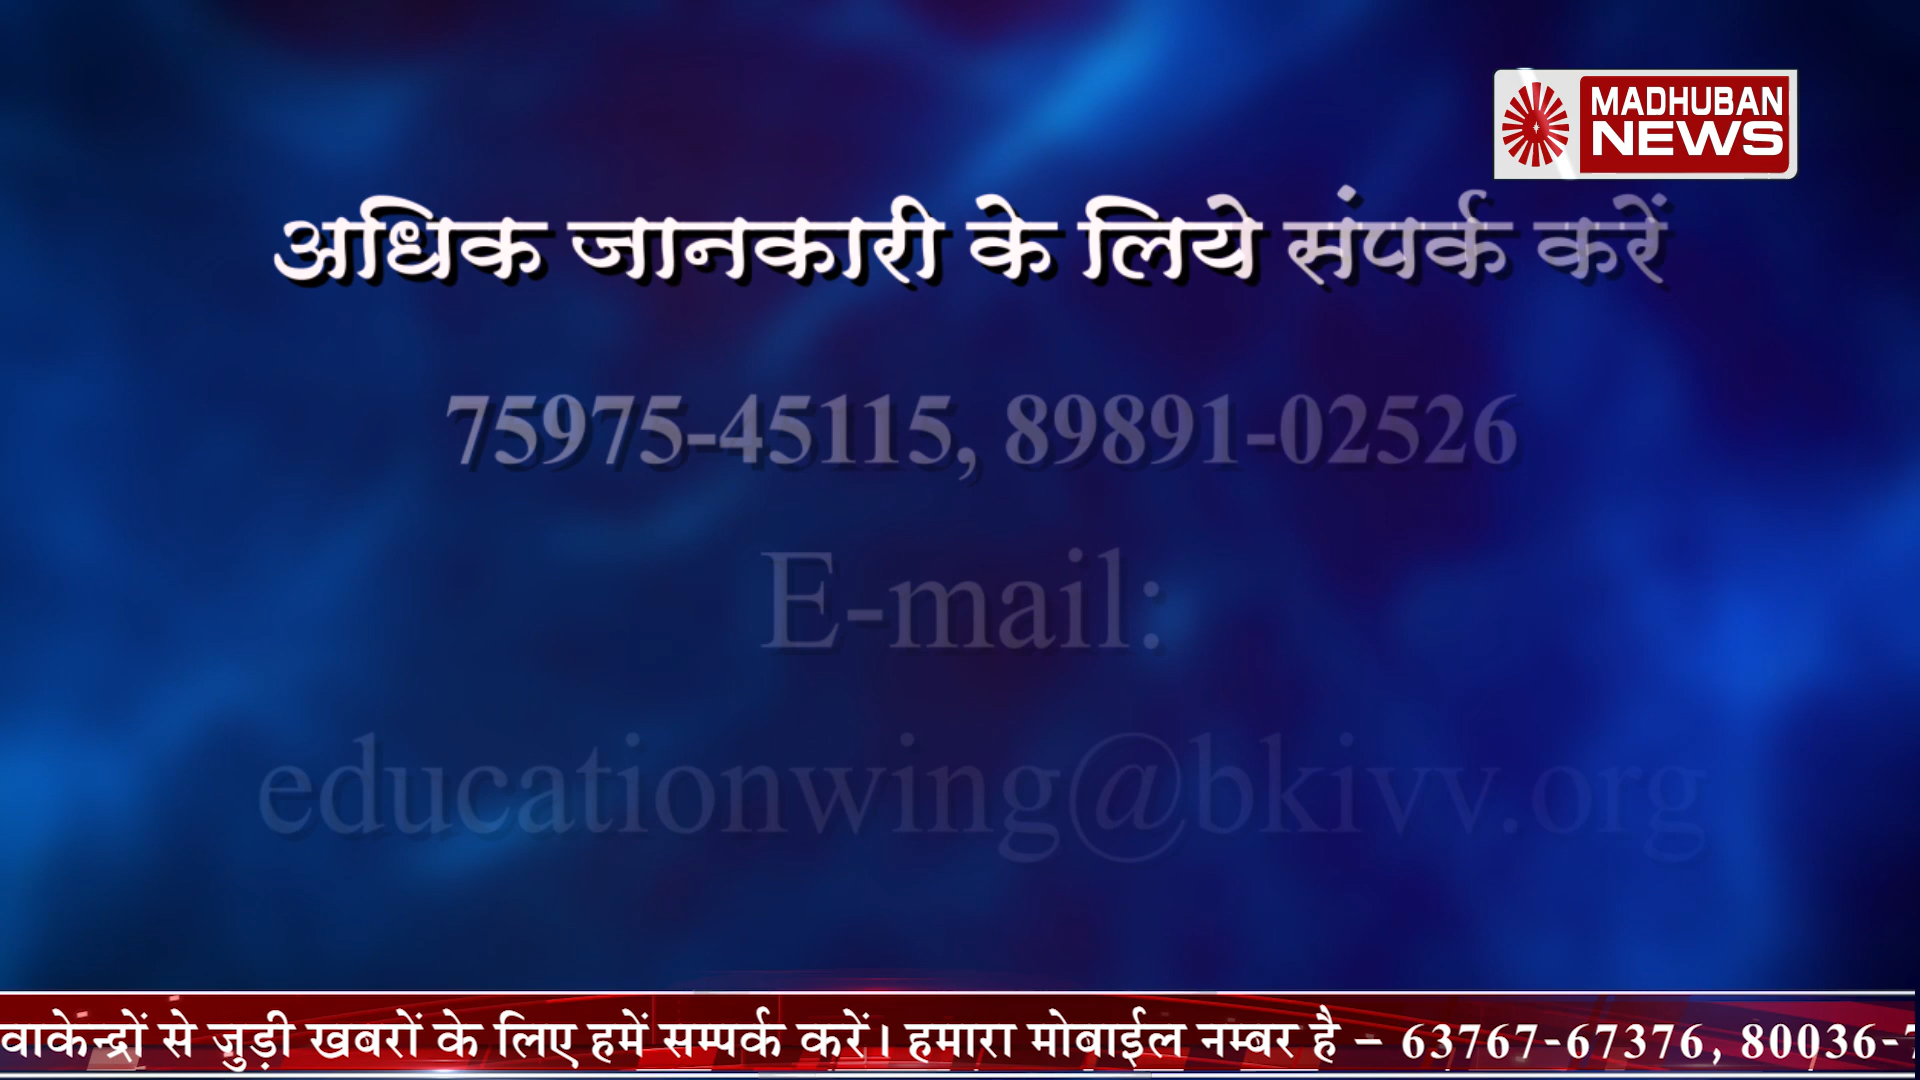 MADHUBAN
NEWS
अधिक जानकारी के लिये संपर्क करें
75975-45115, 89891-02526
E-mail:
educationwing@bkivv.org
वाकेन्द्रों से जुड़ी खबरों के लिए हमें सम्पर्क करें। हमारा मोबाईल नम्बर है – 63767-67376, 80036-